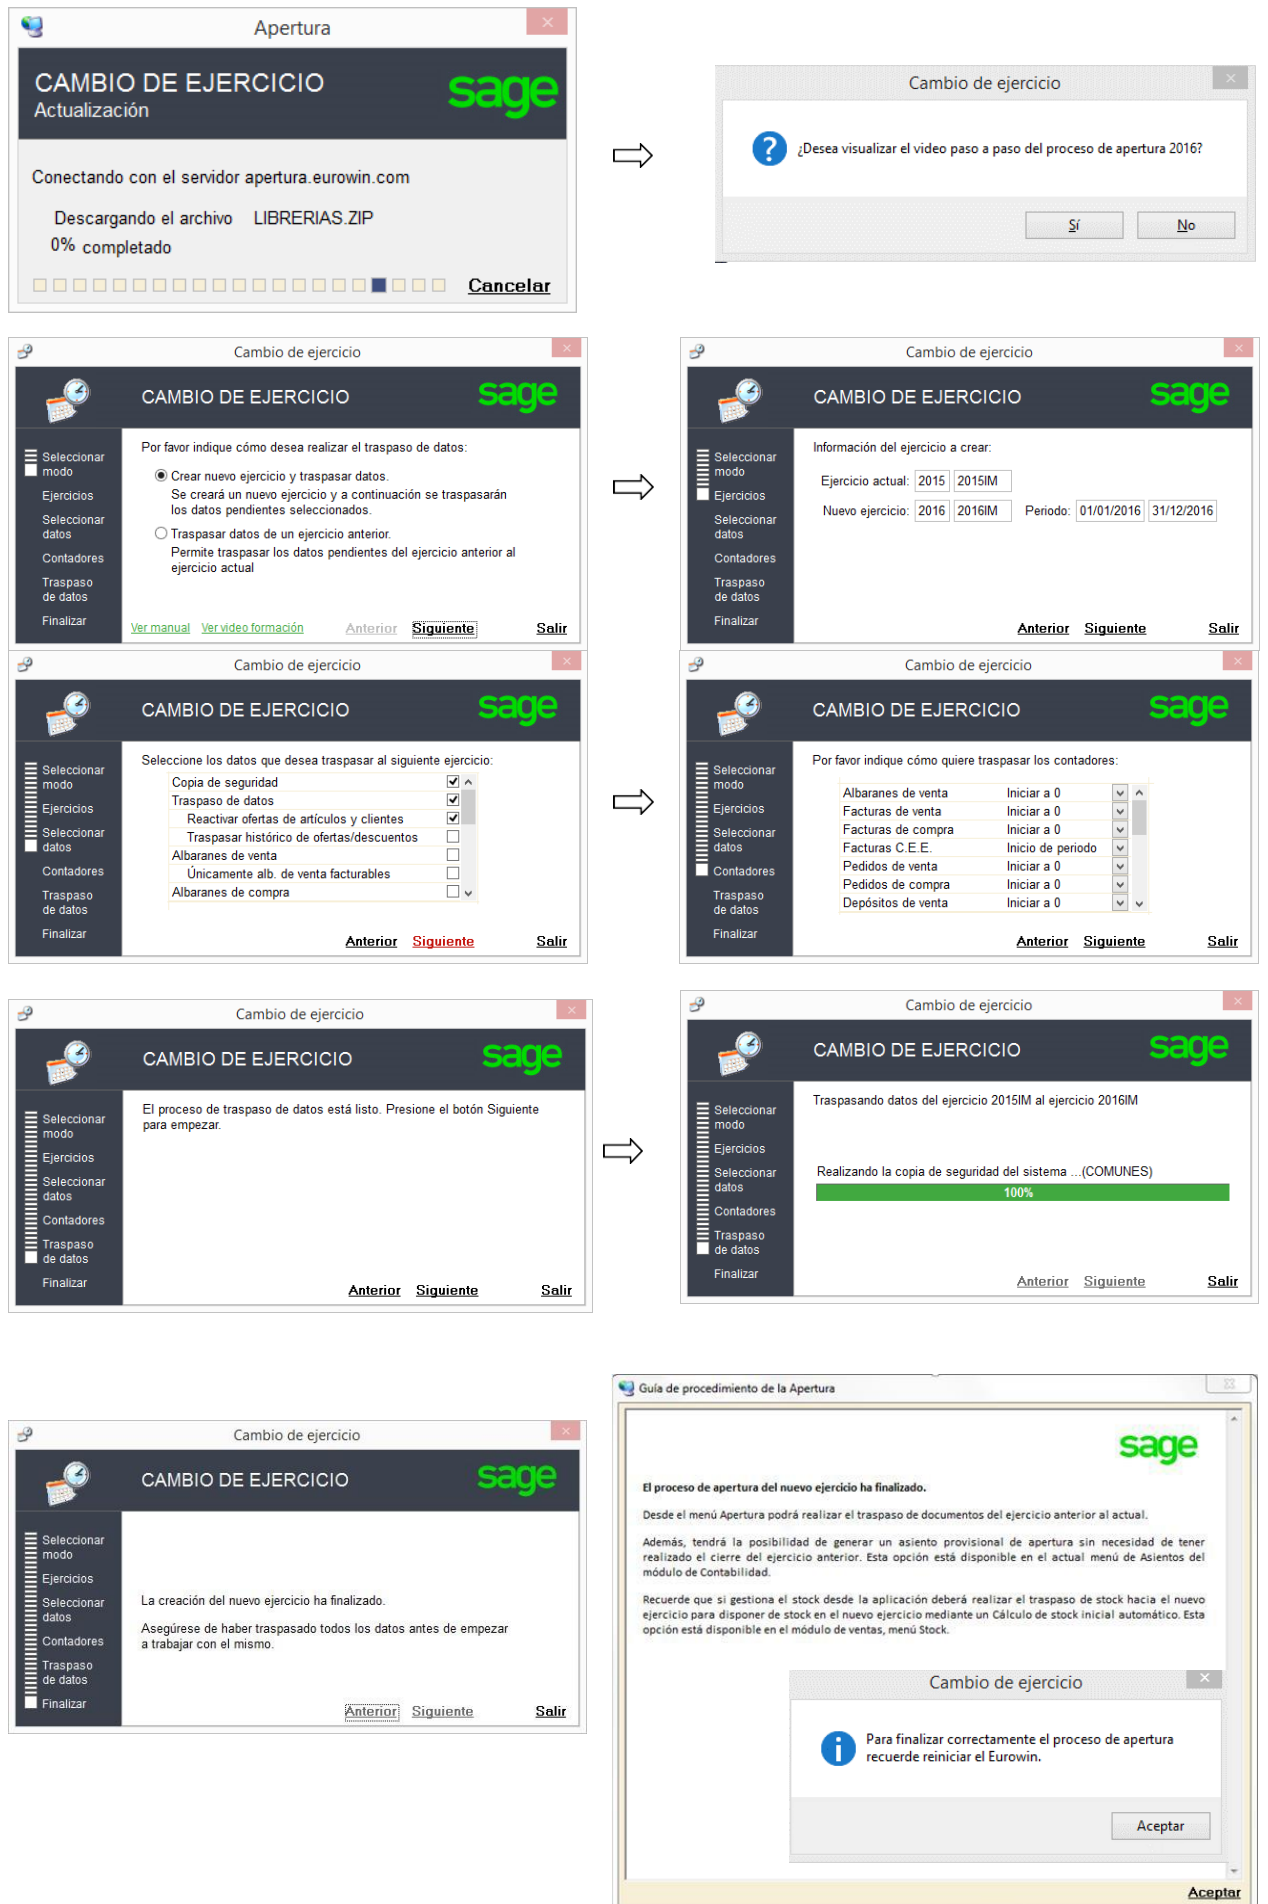 Apertura
CAMBIO DE EJERCICIO
Actualización
sage
Conectando con el servidor apertura.eurowin.com
Descargando el archivo LIBRERIAS.ZIP
0% completado
Cancelar
Cambio de ejercicio
¿Desea visualizar el video paso a paso del proceso de apertura 2016?
Sí No
Cambio de ejercicio
CAMBIO DE EJERCICIO
sage
Seleccionar
modo
Ejercicios
Seleccionar
datos
Contadores
Traspaso
de datos
Finalizar
Por favor indique cómo desea realizar el traspaso de datos:
Crear nuevo ejercicio y traspasar datos.
Se creará un nuevo ejercicio y a continuación se traspasarán
los datos pendientes seleccionados.
Traspasar datos de un ejercicio anterior.
Permite traspasar los datos pendientes del ejercicio anterior al
ejercicio actual
Ver manual Ver video formación Anterior Siguiente Salir
Cambio de ejercicio
CAMBIO DE EJERCICIO
sage
Seleccionar
modo
Ejercicios
Seleccionar
datos
Contadores
Traspaso
de datos
Finalizar
Información del ejercicio a crear:
Ejercicio actual: 2015 2015IM
Nuevo ejercicio: 2016 2016IM Periodo: 01/01/2016 31/12/2016
Anterior Siguiente Salir
Cambio de ejercicio
CAMBIO DE EJERCICIO
sage
Seleccionar
modo
Ejercicios
Seleccionar
datos
Contadores
Traspaso
de datos
Finalizar
Seleccione los datos que desea traspasar al siguiente ejercicio:
Copia de seguridad
Traspaso de datos
Reactivar ofertas de artículos y clientes
Traspasar histórico de ofertas/descuentos
Albaranes de venta
Únicamente alb. de venta facturables
Albaranes de compra
Anterior Siguiente Salir
Cambio de ejercicio
CAMBIO DE EJERCICIO
sage
Seleccionar
modo
Ejercicios
Seleccionar
datos
Contadores
Traspaso
de datos
Finalizar
Por favor indique cómo quiere traspasar los contadores:
Albaranes de venta Iniciar a 0
Facturas de venta Iniciar a 0
Facturas de compra Iniciar a 0
Facturas C.E.E. Inicio de periodo
Pedidos de venta Iniciar a 0
Pedidos de compra Iniciar a 0
Depósitos de venta Iniciar a 0
Anterior Siguiente Salir
Cambio de ejercicio
CAMBIO DE EJERCICIO
sage
Seleccionar
modo
Ejercicios
Seleccionar
datos
Contadores
Traspaso
de datos
Finalizar
El proceso de traspaso de datos está listo. Presione el botón Siguiente
para empezar.
Anterior Siguiente Salir
Cambio de ejercicio
CAMBIO DE EJERCICIO
sage
Seleccionar
modo
Ejercicios
Seleccionar
datos
Contadores
Traspaso
de datos
Finalizar
Traspasando datos del ejercicio 2015IM al ejercicio 2016IM
Realizando la copia de seguridad del sistema ...(COMUNES)
100%
Anterior Siguiente Salir
Cambio de ejercicio
CAMBIO DE EJERCICIO
sage
Seleccionar
modo
Ejercicios
Seleccionar
datos
Contadores
Traspaso
de datos
Finalizar
La creación del nuevo ejercicio ha finalizado.
Asegúrese de haber traspasado todos los datos antes de empezar
a trabajar con el mismo.
Anterior Siguiente Salir
Guía de procedimiento de la Apertura
sage
El proceso de apertura del nuevo ejercicio ha finalizado.
Desde el menú Apertura podrá realizar el traspaso de documentos del ejercicio anterior al actual.
Además, tendrá la posibilidad de generar un asiento provisional de apertura sin necesidad de tener
realizado el cierre del ejercicio anterior. Esta opción está disponible en el actual menú de Asientos del
módulo de Contabilidad.
Recuerde que si gestiona el stock desde la aplicación deberá realizar el traspaso de stock hacia el nuevo
ejercicio para disponer de stock en el nuevo ejercicio mediante un Cálculo de stock inicial automático. Esta
opción está disponible en el módulo de ventas, menú Stock.
Cambio de ejercicio
Para finalizar correctamente el proceso de apertura
recuerde reiniciar el Eurowin.
Aceptar
Aceptar